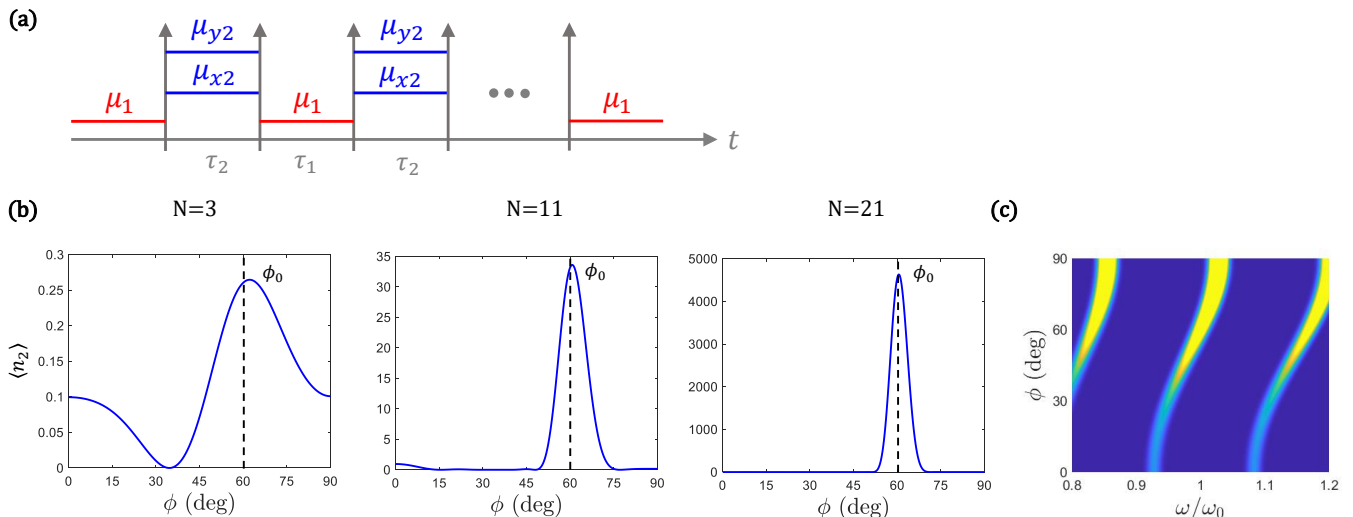 (a)
μy2 μy2
μx2 μx2
μ1 μ1 ••• μ1
τ2 τ1 τ2 t
(b) N=3 N=11 N=21 (c)
⟨n2⟩
0.3
0.25
0.2
0.15
0.1
0.05
0
ϕ0
0 15 30 45 60 75 90
ϕ (deg)
35
30
25
20
15
10
5
0
ϕ0
0 15 30 45 60 75 90
ϕ (deg)
5000
4000
3000
2000
1000
0
ϕ0
0 15 30 45 60 75 90
ϕ (deg)
ϕ (deg)
90
60
30
0
0.8 0.9 1 1.1 1.2
ω/ω0